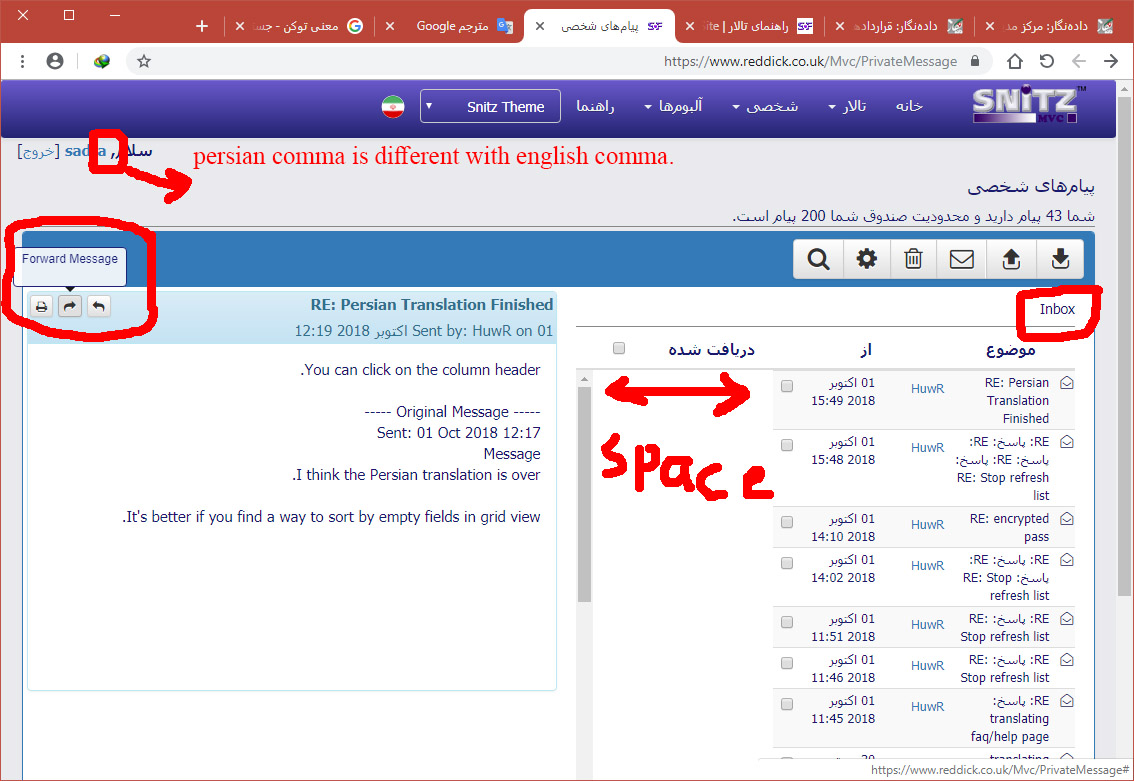 داده‌نگار: مرکز مد
داده‌نگار: قرارداده
راهنمای تالار | ite
پیام‌های شخصی
مترجم Google
معنی توکن - جست
https://www.reddick.co.uk/Mvc/PrivateMessage
SNITZ™ MVC
خانه
تالار
شخصی
آلبوم‌ها
راهنما
Snitz Theme
سلام, sadra [خروج]
persian comma is different with english comma.
پیام‌های شخصی
شما 43 پیام دارید و محدودیت صندوق شما 200 پیام است.
Forward Message
Inbox
موضوع از دریافت شده
RE: Persian Translation Finished
Sent by: HuwR on 01 اکتوبر 2018 12:19
You can click on the column header.
----- Original Message -----
Sent: 01 Oct 2018 12:17
Message
I think the Persian translation is over.
It's better if you find a way to sort by empty fields in grid view.
space
RE: Persian
Translation
Finished
HuwR
01 اکتوبر
2018 15:49
RE: پاسخ: RE:
پاسخ: RE: پاسخ:
RE: Stop refresh
list
HuwR
01 اکتوبر
2018 15:48
RE: encrypted
pass
HuwR
01 اکتوبر
2018 14:10
RE: پاسخ: RE:
پاسخ: RE: Stop
refresh list
HuwR
01 اکتوبر
2018 14:02
RE: پاسخ: RE:
Stop refresh list
HuwR
01 اکتوبر
2018 11:51
RE: پاسخ: RE:
Stop refresh list
HuwR
01 اکتوبر
2018 11:46
RE: پاسخ:
translating
faq/help page
HuwR
01 اکتوبر
2018 11:45
translating
https://www.reddick.co.uk/Mvc/PrivateMessage#